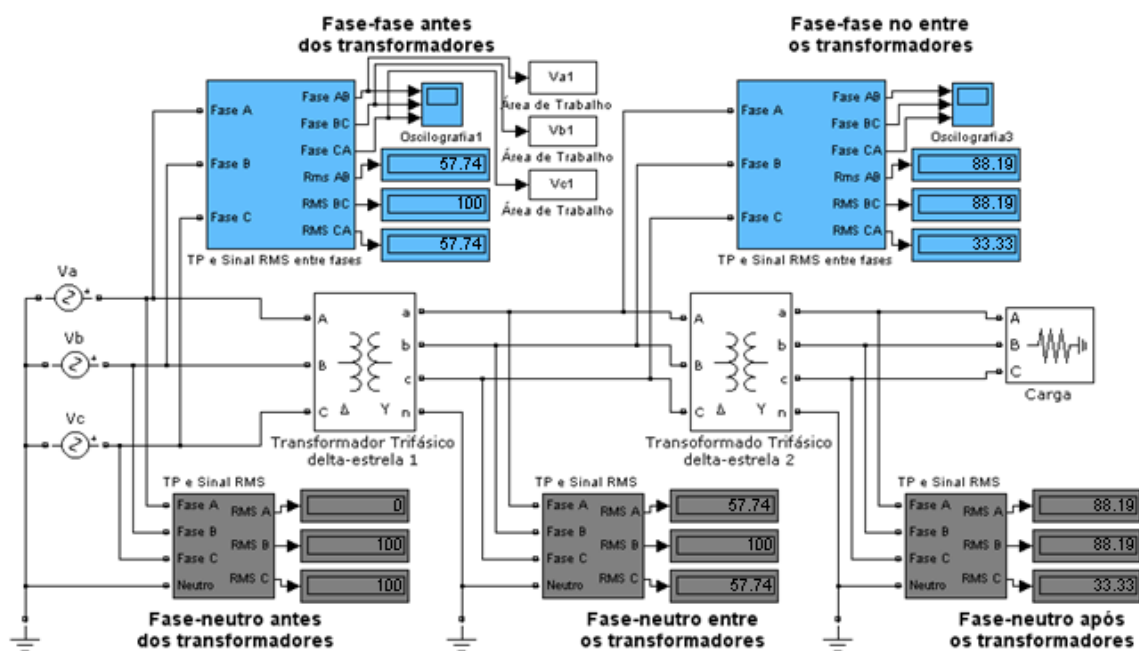 Fase-fase antes
dos transformadores
Fase-fase no entre
os transformadores
Fase A
Fase B
Fase C
Fase AB
Fase BC
Fase CA
Rms AB
RMS BC
RMS CA
TP e Sinal RMS entre fases
Oscilografia1
57.74
100
57.74
Va1
Área de Trabalho
Vb1
Área de Trabalho
Vc1
Área de Trabalho
Fase A
Fase B
Fase C
Fase AB
Fase BC
Fase CA
Rms AB
RMS BC
RMS CA
TP e Sinal RMS entre fases
Oscilografia3
88.19
88.19
33.33
Va
+
Vb
+
Vc
+
A
B
C
Δ
Y
a
b
c
n
Transformador Trifásico
delta-estrela 1
A
B
C
Δ
Y
a
b
c
n
Transoformado Trifásico
delta-estrela 2
A
B
C
Carga
TP e Sinal RMS
Fase A
Fase B
Fase C
Neutro
RMS A
RMS B
RMS C
0
100
100
Fase-neutro antes
dos transformadores
TP e Sinal RMS
Fase A
Fase B
Fase C
Neutro
RMS A
RMS B
RMS C
57.74
100
57.74
Fase-neutro entre
os transformadores
TP e Sinal RMS
Fase A
Fase B
Fase C
Neutro
RMS A
RMS B
RMS C
88.19
88.19
33.33
Fase-neutro após
os transformadores